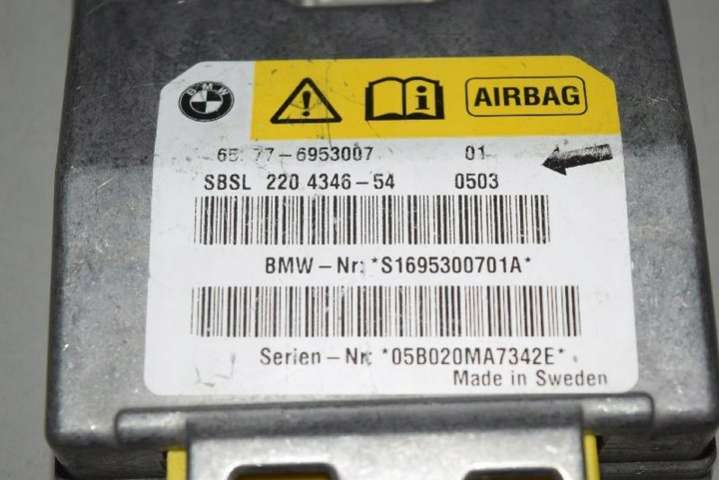 BMW
AIRBAG
65.77-6953007 01
SBSL 220 4346-54 0503
BMW-Nr: *S1695300701A*
Serien-Nr: *05B020MA7342E*
Made in Sweden